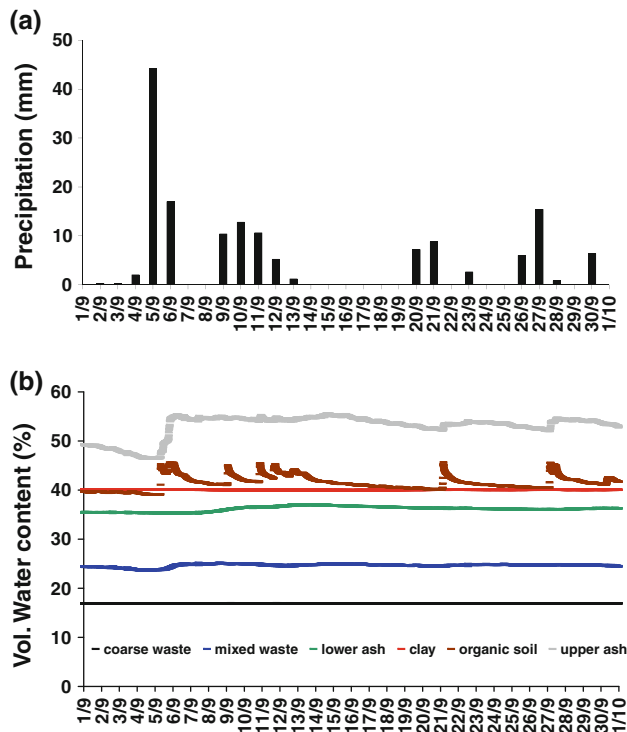 (a)
Precipitation (mm)
50
40
30
20
10
0
1/9 2/9 3/9 4/9 5/9 6/9 7/9 8/9 9/9 10/9 11/9 12/9 13/9 14/9 15/9 16/9 17/9 18/9 19/9 20/9 21/9 22/9 23/9 24/9 25/9 26/9 27/9 28/9 29/9 30/9 1/10
(b)
Vol. Water content (%)
60
50
40
30
20
10
0
coarse waste mixed waste lower ash clay organic soil upper ash
1/9 2/9 3/9 4/9 5/9 6/9 7/9 8/9 9/9 10/9 11/9 12/9 13/9 14/9 15/9 16/9 17/9 18/9 19/9 20/9 21/9 22/9 23/9 24/9 25/9 26/9 27/9 28/9 29/9 30/9 1/10